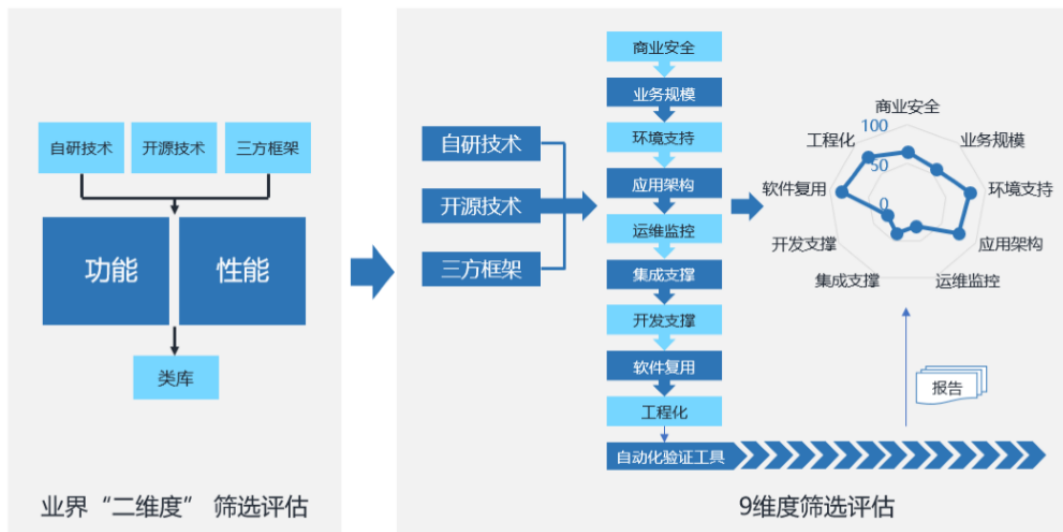 自研技术
开源技术
三方框架
功能
性能
类库
业界“二维度” 筛选评估
自研技术
开源技术
三方框架
商业安全
业务规模
环境支持
应用架构
运维监控
集成支撑
开发支撑
软件复用
工程化
自动化验证工具
商业安全
100
工程化
业务规模
50
软件复用
环境支持
0
开发支撑
应用架构
集成支撑
运维监控
报告
9维度筛选评估